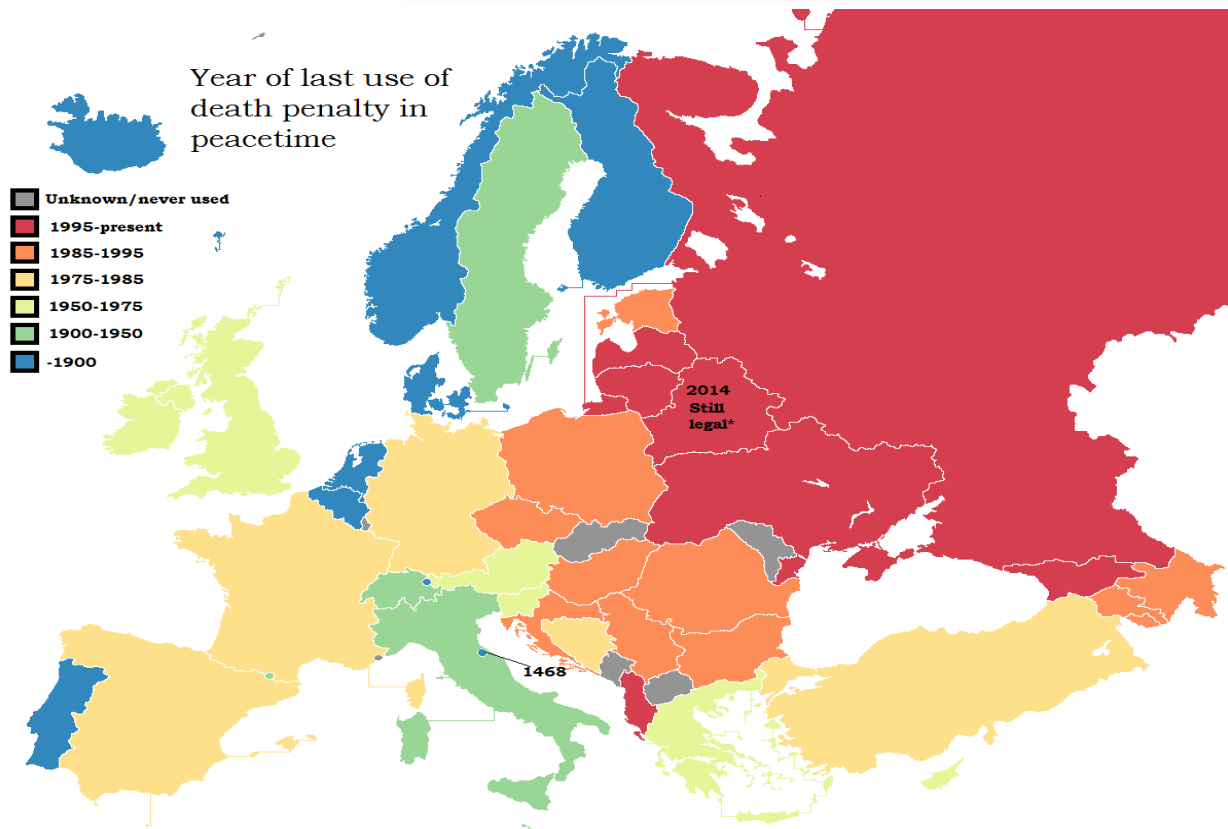 Year of last use of
death penalty in
peacetime
Unknown/never used
1995-present
1985-1995
1975-1985
1950-1975
1900-1950
-1900
2014
Still
legal*
1468